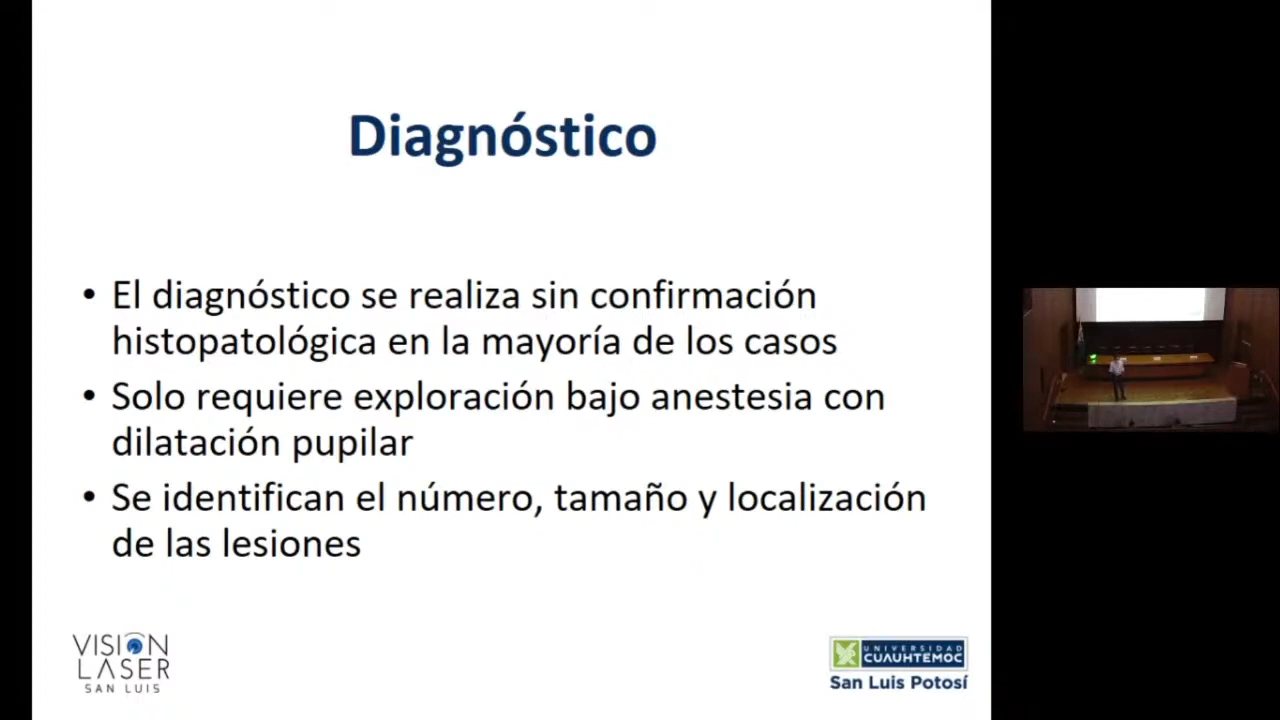 Diagnóstico
• El diagnóstico se realiza sin confirmación
histopatológica en la mayoría de los casos
• Solo requiere exploración bajo anestesia con
dilatación pupilar
• Se identifican el número, tamaño y localización
de las lesiones
VISION
LASER
SAN LUIS
UNIVERSIDAD
CUAUHTEMOC
San Luis Potosí